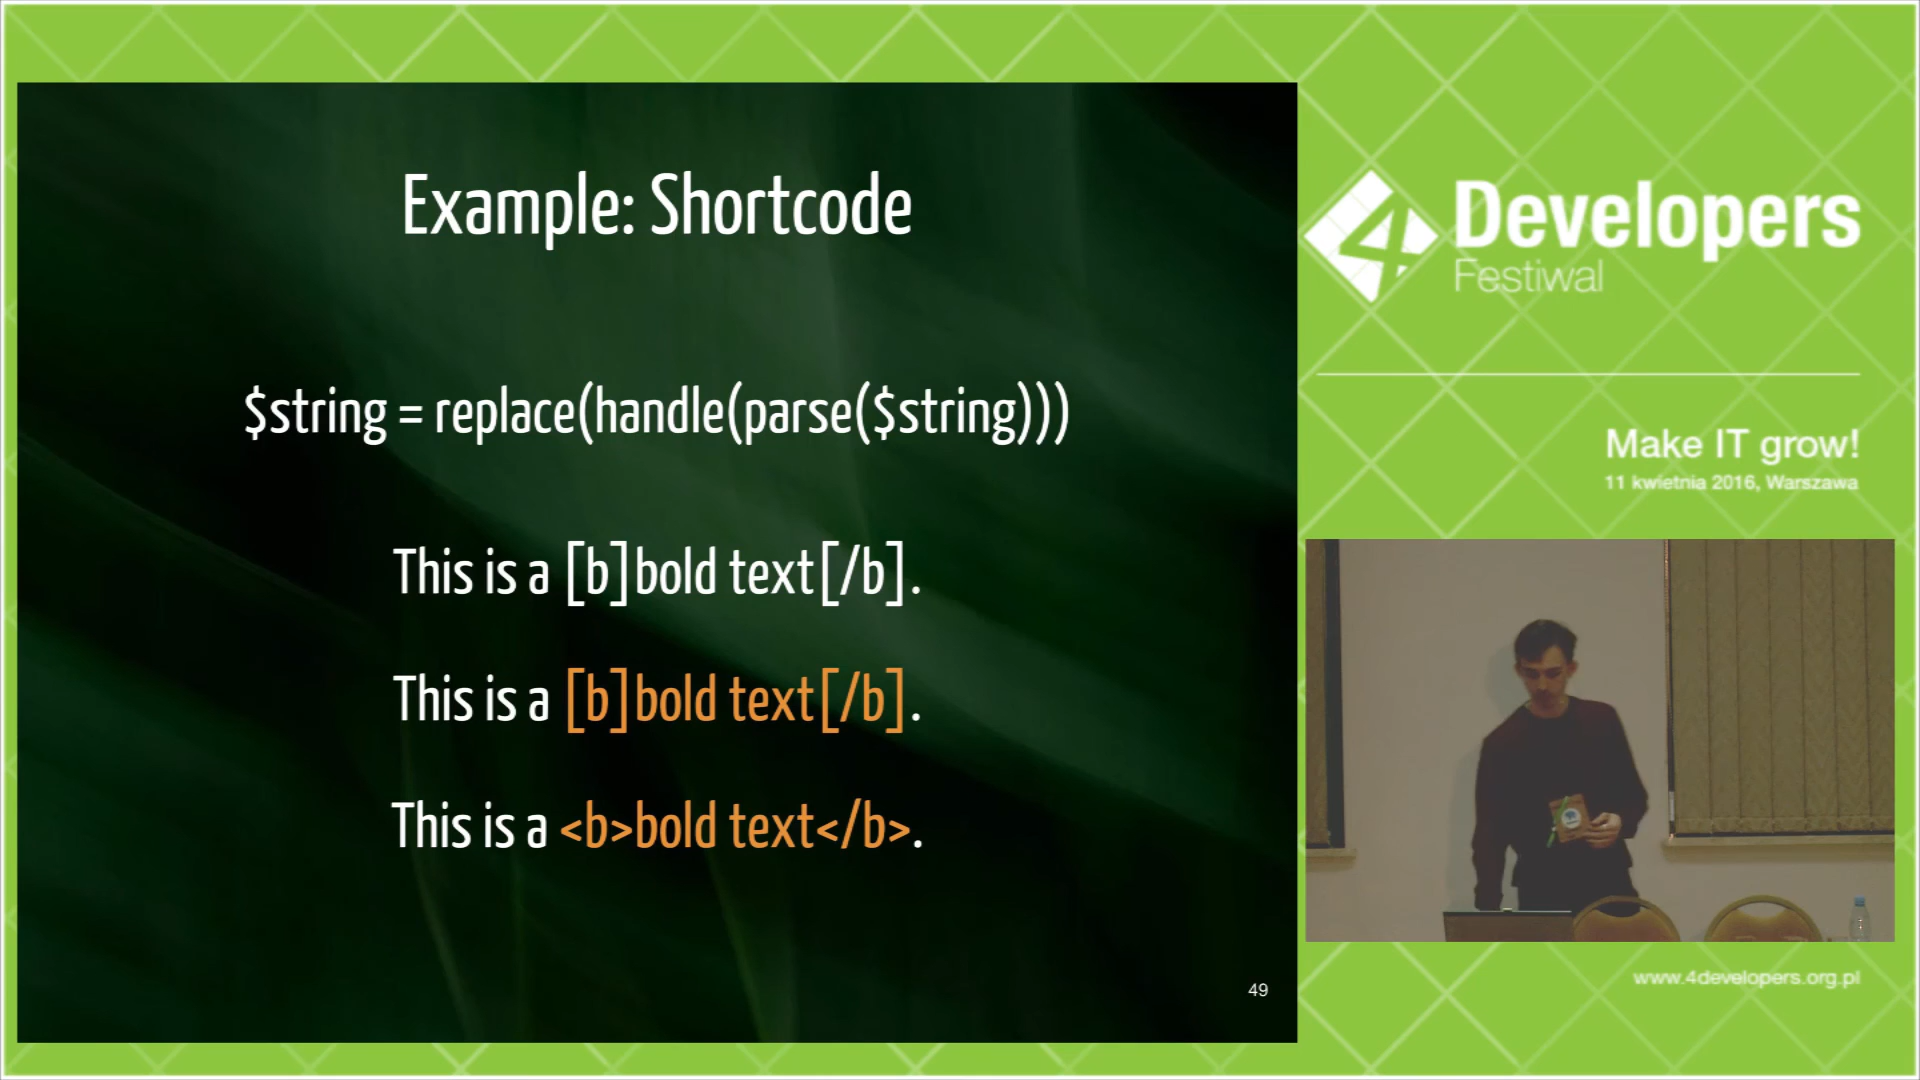 Example: Shortcode
$string = replace(handle(parse($string)))
This is a [b]bold text[/b].
This is a [b]bold text[/b].
This is a <b>bold text</b>.
49
4 Developers
Festiwal
Make IT grow!
11 kwietnia 2016, Warszawa
www.4developers.org.pl